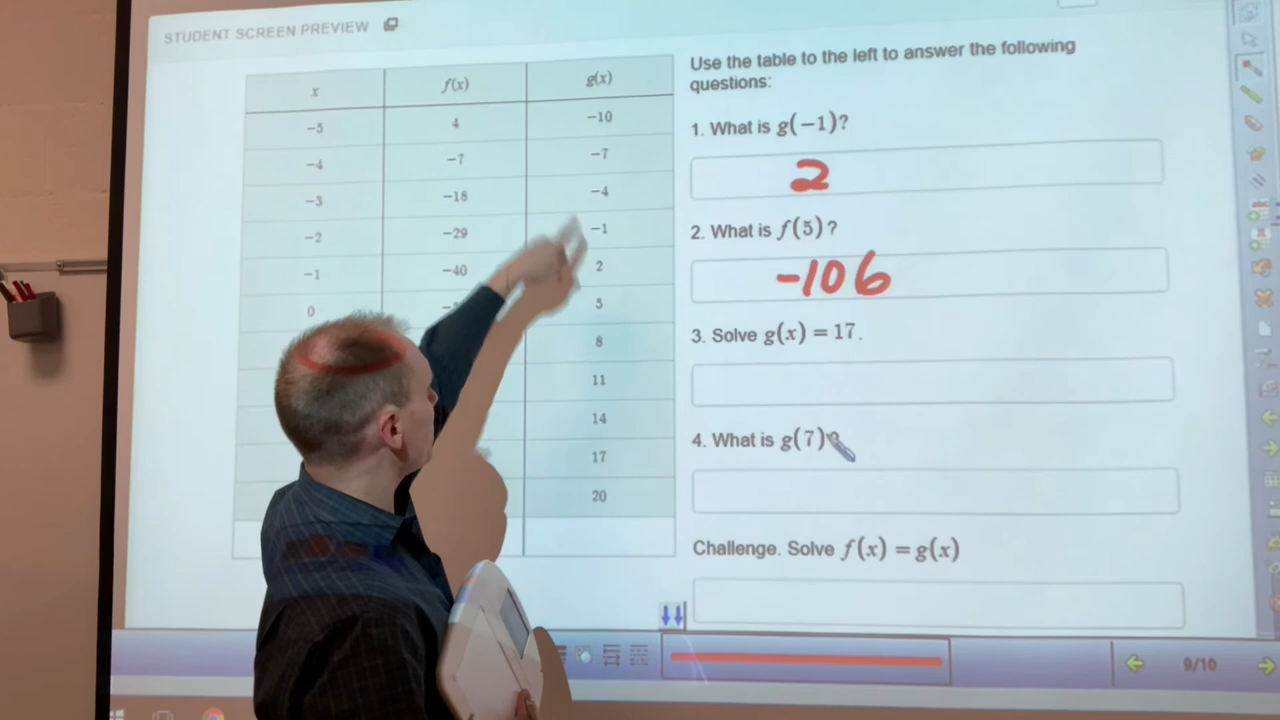 STUDENT SCREEN PREVIEW
x f(x) g(x)
−5 4 −10
−4 −7 −7
−3 −18 −4
−2 −29 −1
−1 −40 2
0 5
8
11
14
17
20
Use the table to the left to answer the following
questions:
1. What is g(−1)?
2
2. What is f(5)?
-106
3. Solve g(x) = 17.
4. What is g(7)
Challenge. Solve f(x) = g(x)
9/10